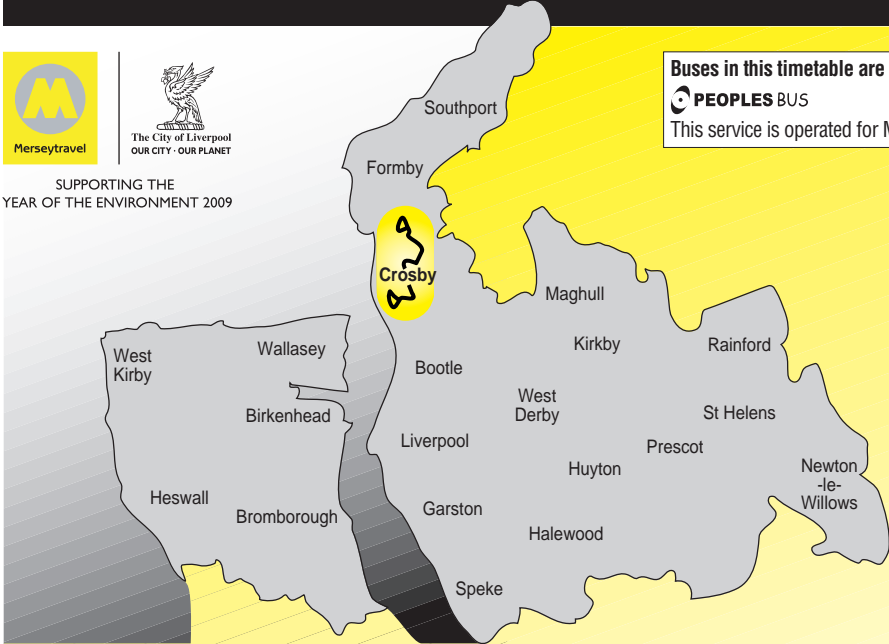 Merseytravel
The City of Liverpool
OUR CITY · OUR PLANET
SUPPORTING THE
YEAR OF THE ENVIRONMENT 2009
Buses in this timetable are
PEOPLES BUS
This service is operated for M
Southport
Formby
Crosby
Maghull
Kirkby
Rainford
West
Kirby
Wallasey
Bootle
West
Derby
St Helens
Birkenhead
Liverpool
Prescot
Huyton
Newton
-le-
Willows
Heswall
Bromborough
Garston
Halewood
Speke